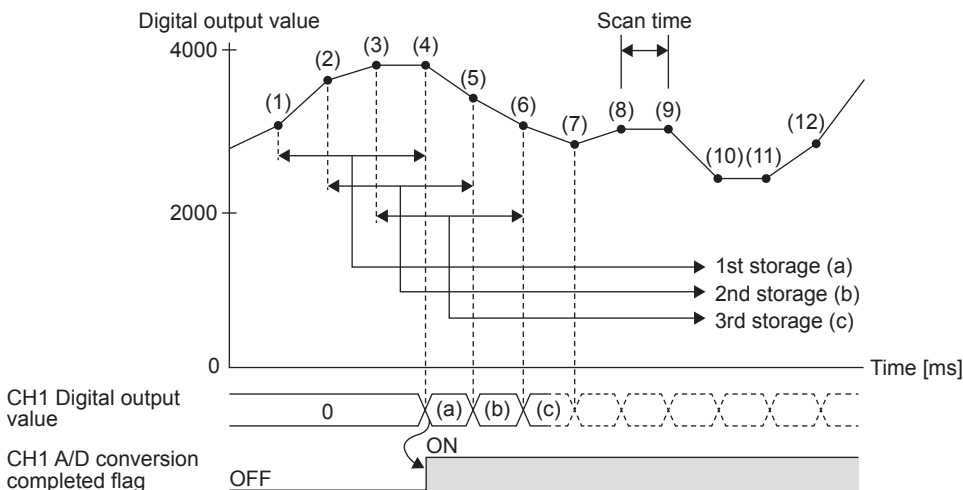 Digital output value
Scan time
4000
(1)
(2)
(3)
(4)
(5)
(6)
(7)
(8)
(9)
(10)
(11)
(12)
2000
1st storage (a)
2nd storage (b)
3rd storage (c)
0
Time [ms]
CH1 Digital output
value
0
(a)
(b)
(c)
CH1 A/D conversion
completed flag
OFF
ON